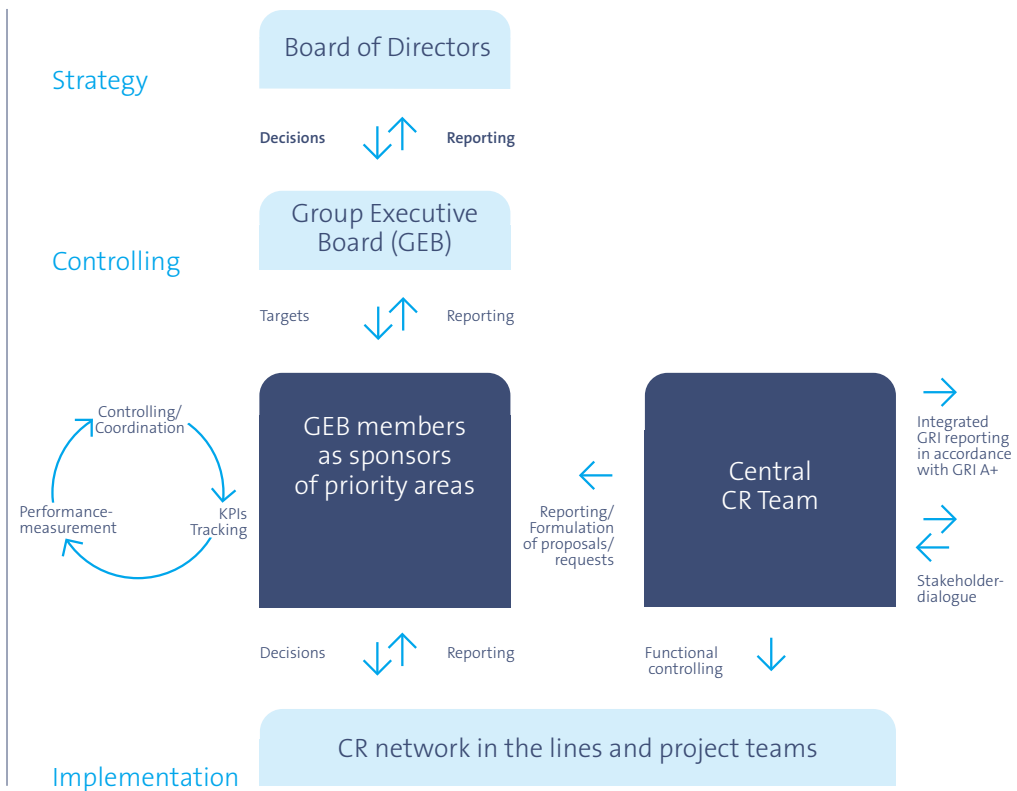 Board of Directors
Strategy
Decisions
Reporting
Group Executive
Board (GEB)
Controlling
Targets
Reporting
Controlling/
Coordination
Performance-
measurement
KPIs
Tracking
GEB members
as sponsors
of priority areas
Reporting/
Formulation
of proposals/
requests
Central
CR Team
Integrated
GRI reporting
in accordance
with GRI A+
Stakeholder-
dialogue
Decisions
Reporting
Functional
controlling
CR network in the lines and project teams
Implementation